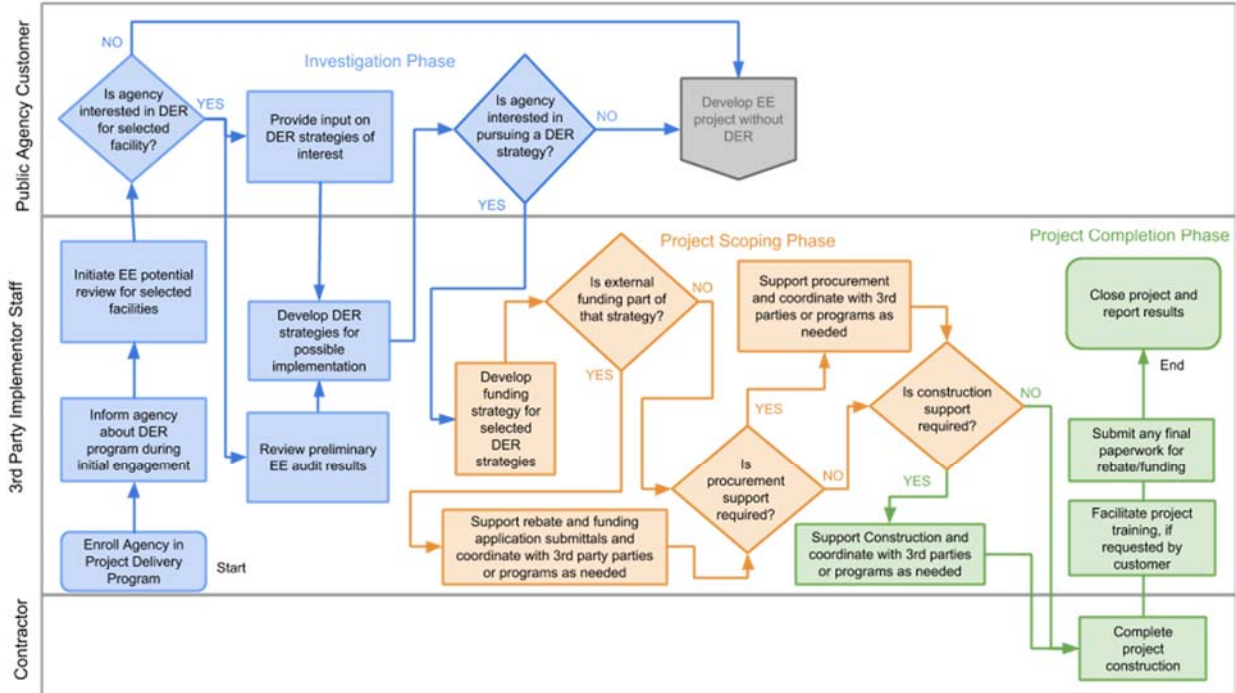 Public Agency Customer
NO
Investigation Phase
Is agency
interested in DER
for selected
facility?
YES
Provide input on
DER strategies of
interest
Is agency
interested in
pursuing a DER
strategy?
NO
Develop EE
project without
DER
YES
3rd Party Implementor Staff
Initiate EE potential
review for selected
facilities
Inform agency
about DER
program during
initial engagement
Enroll Agency in
Project Delivery
Program
Start
Develop DER
strategies for
possible
implementation
Review preliminary
EE audit results
Project Scoping Phase
Is external
funding part of
that strategy?
NO
YES
Develop
funding
strategy for
selected DER
strategies
Support rebate and funding
application submittals and
coordinate with 3rd party parties
or programs as needed
Is
procurement
support
required?
YES
NO
Support procurement
and coordinate with 3rd
parties or programs as
needed
Is construction
support
required?
NO
YES
Support Construction and
coordinate with 3rd parties
or programs as needed
Project Completion Phase
Close project and
report results
End
Submit any final
paperwork for
rebate/funding
Facilitate project
training, if
requested by
customer
Contractor
Complete
project
construction